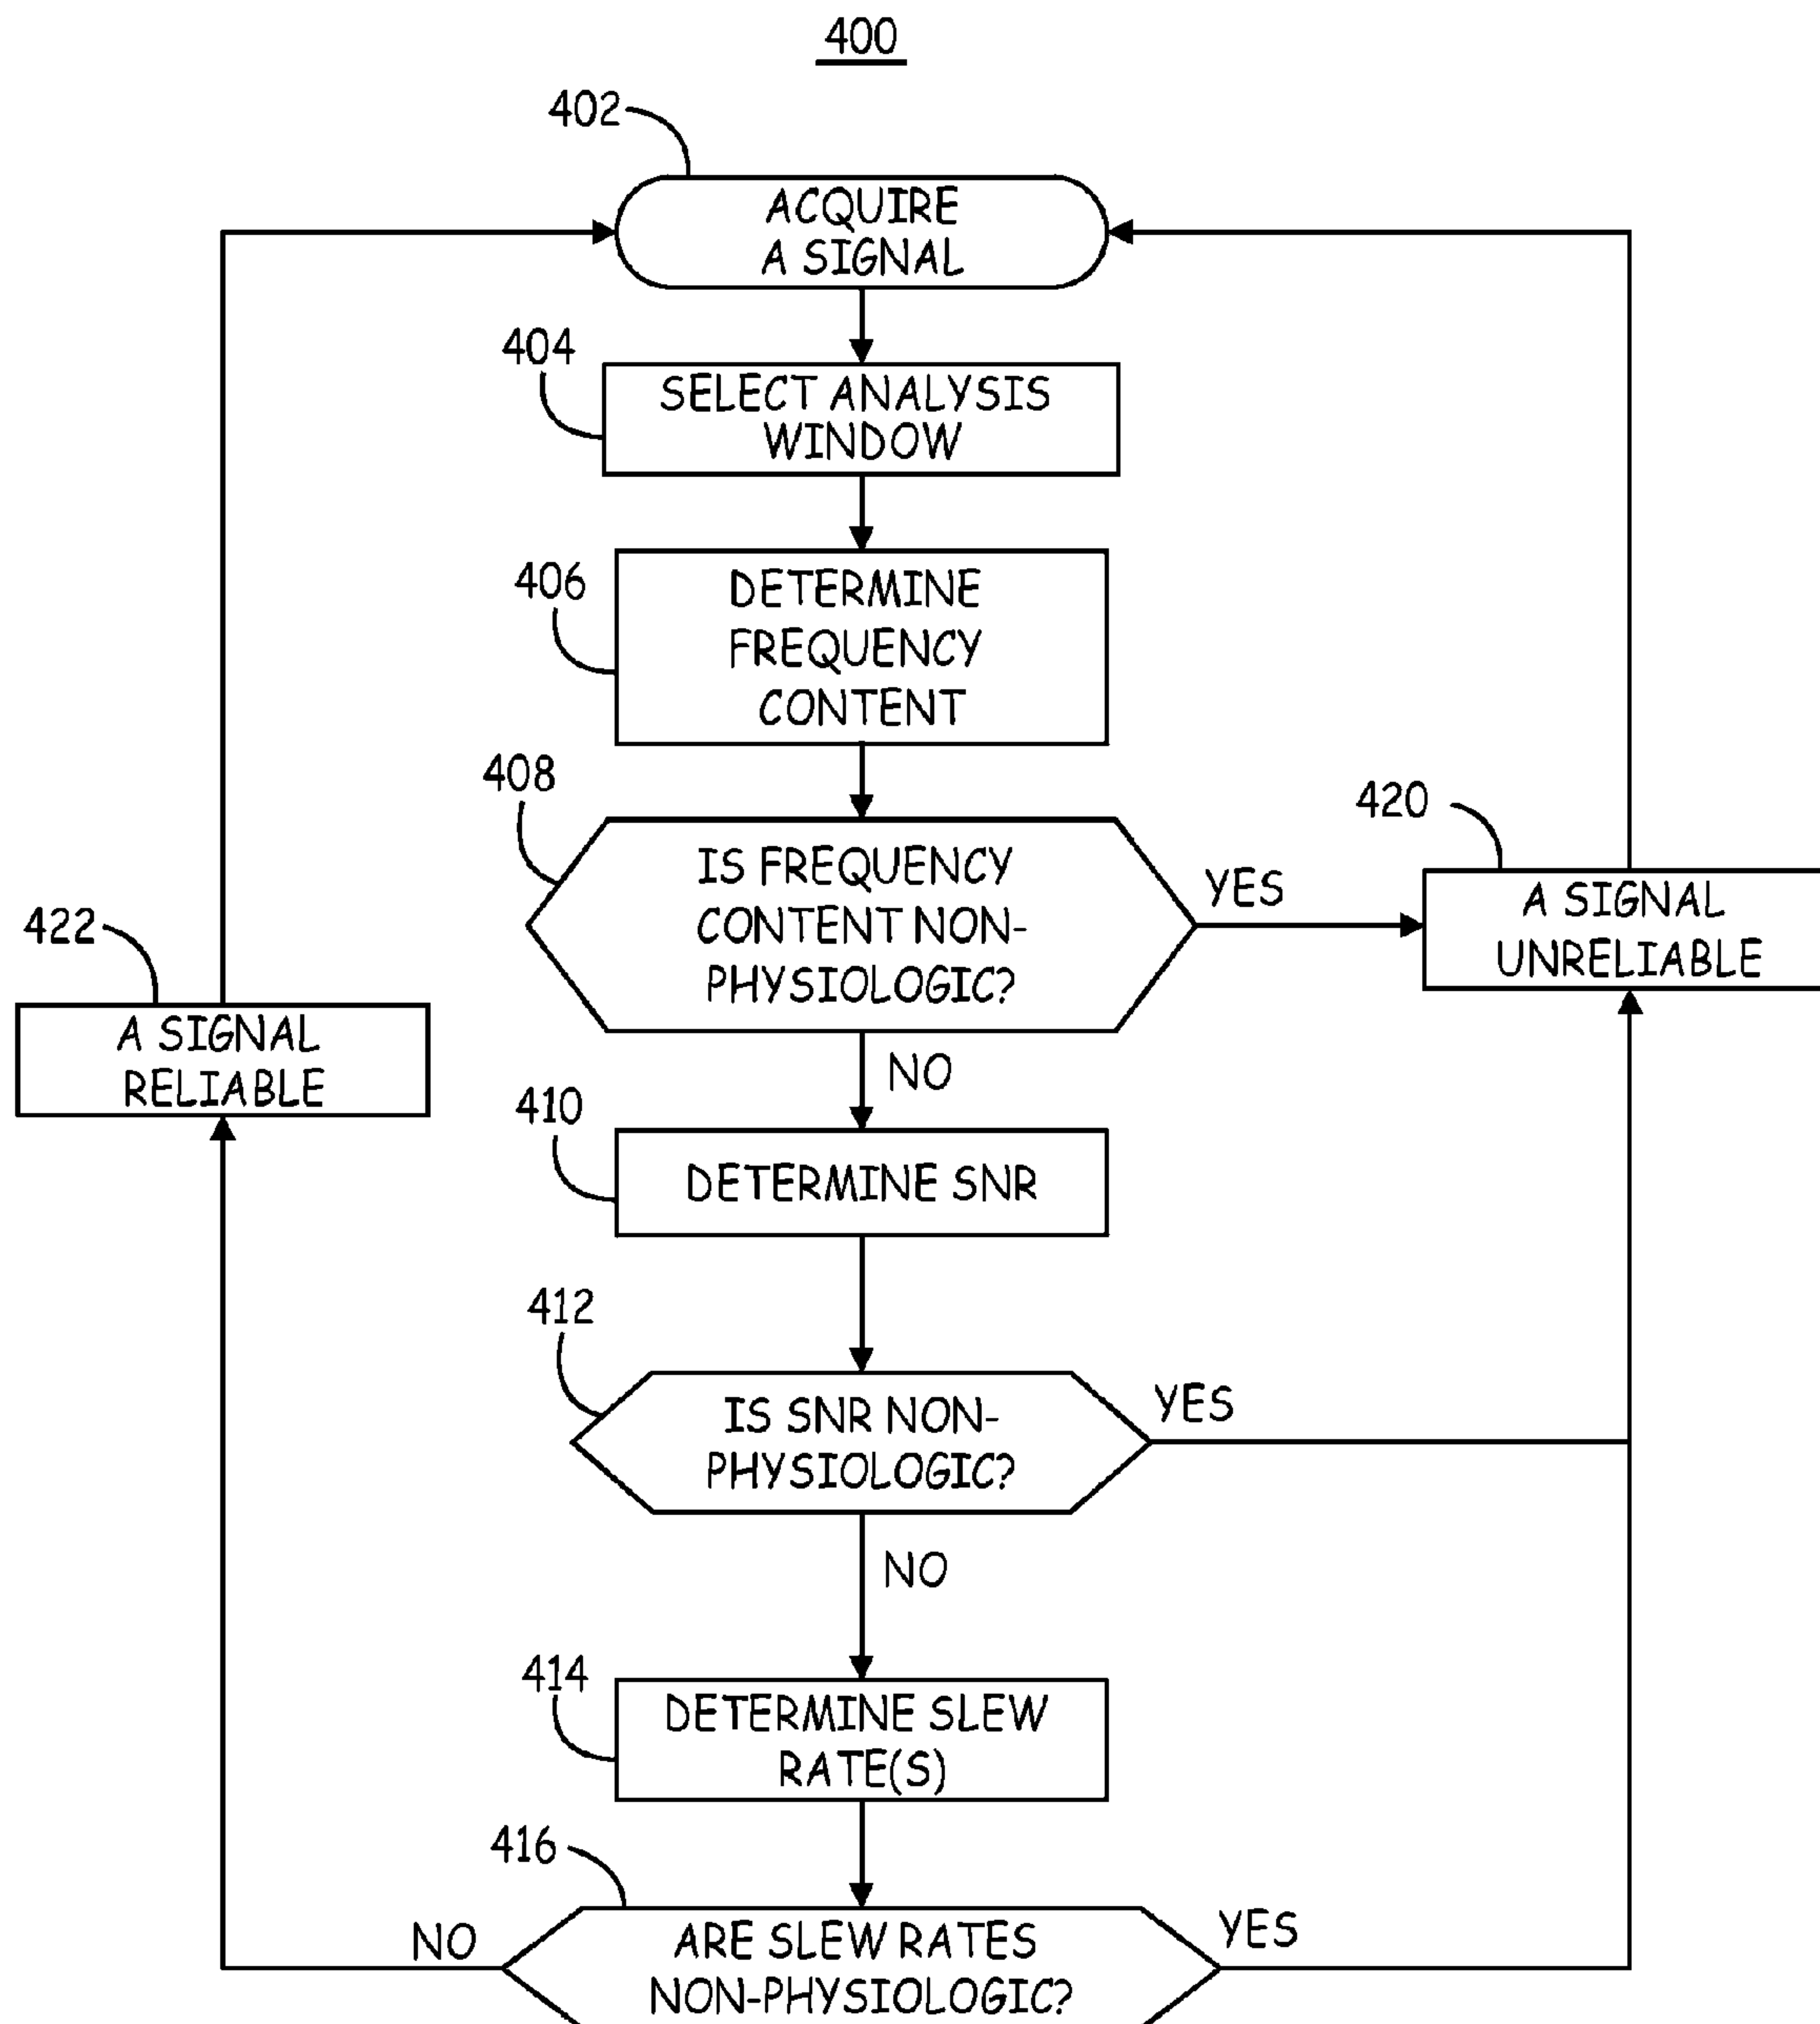 400
402
ACQUIRE
A SIGNAL
404
SELECT ANALYSIS
WINDOW
406
DETERMINE
FREQUENCY
CONTENT
408
IS FREQUENCY
CONTENT NON-
PHYSIOLOGIC?
YES
420
A SIGNAL
UNRELIABLE
422
A SIGNAL
RELIABLE
NO
410
DETERMINE SNR
412
IS SNR NON-
PHYSIOLOGIC?
YES
NO
414
DETERMINE SLEW
RATE(S)
416
NO
ARE SLEW RATES
NON-PHYSIOLOGIC?
YES